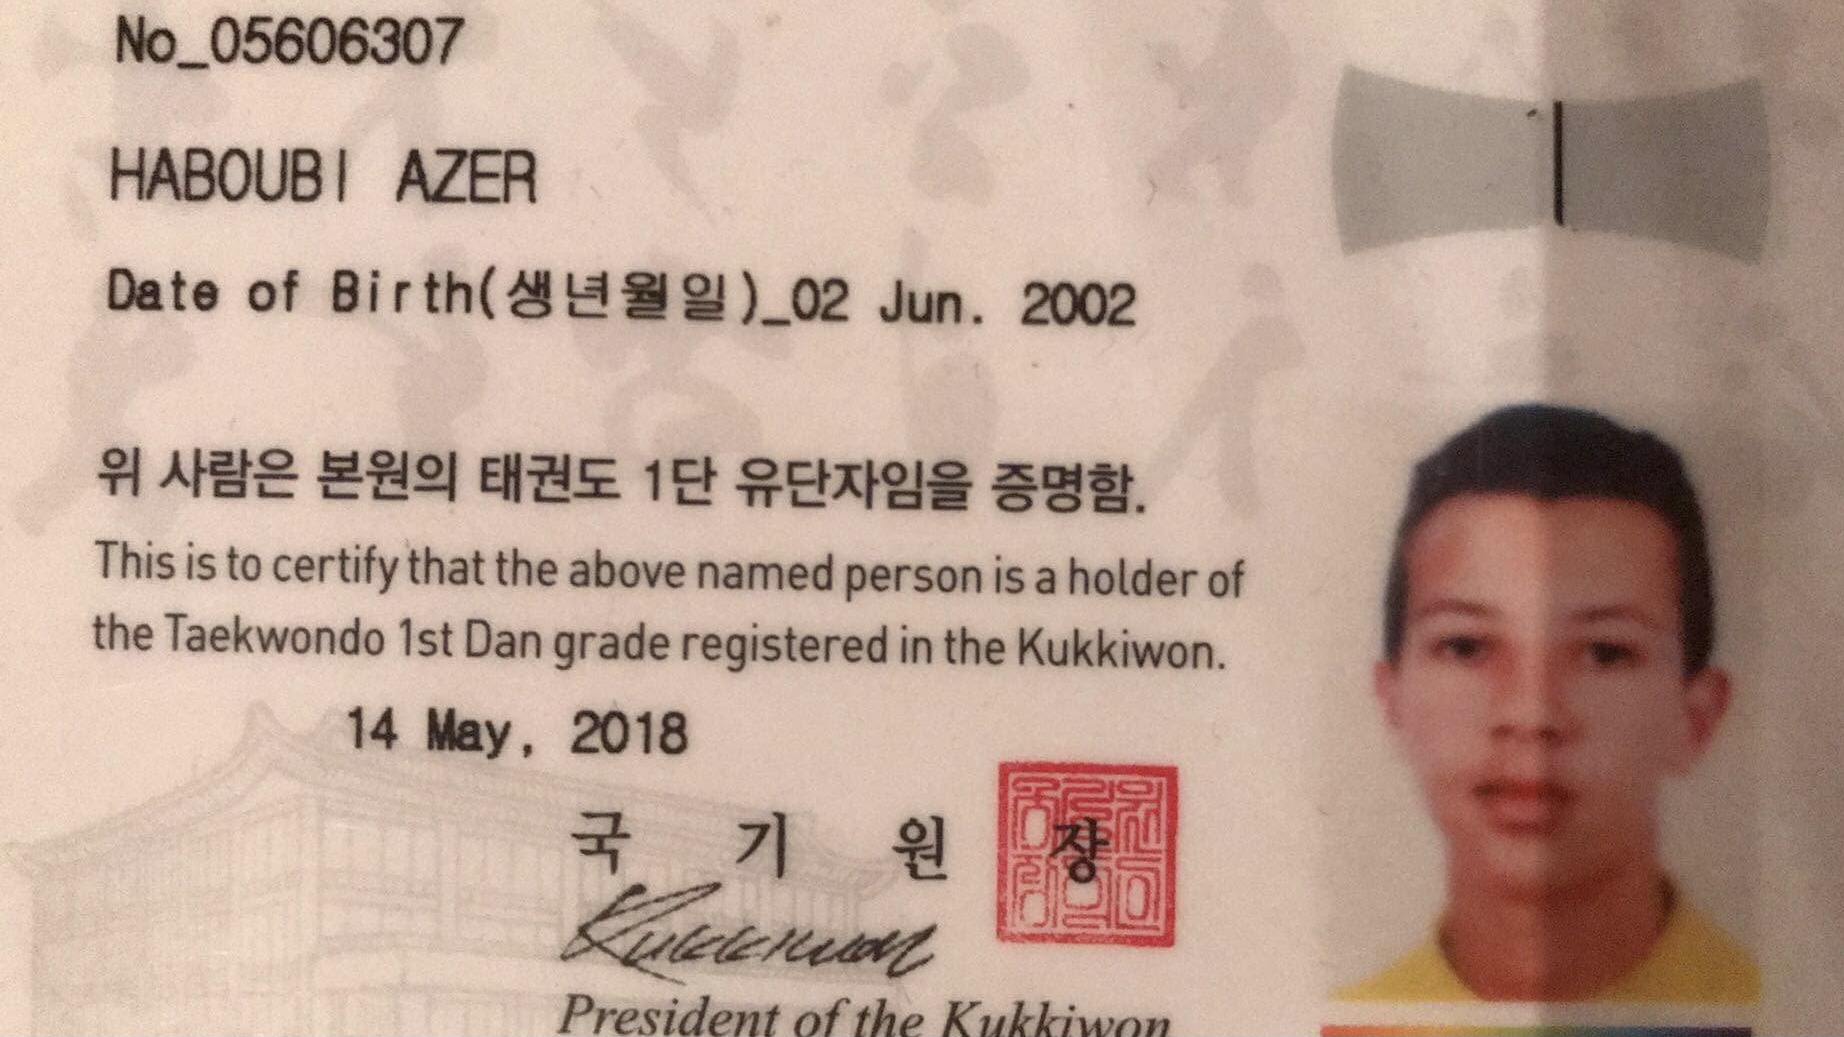 No_05606307
HABOUBI AZER
Date of Birth(생년월일)_02 Jun. 2002
위 사람은 본원의 태권도 1단 유단자임을 증명함.
This is to certify that the above named person is a holder of
the Taekwondo 1st Dan grade registered in the Kukkiwon.
14 May, 2018
국 기 원 장
Kukkiwon
President of the Kukkiwon